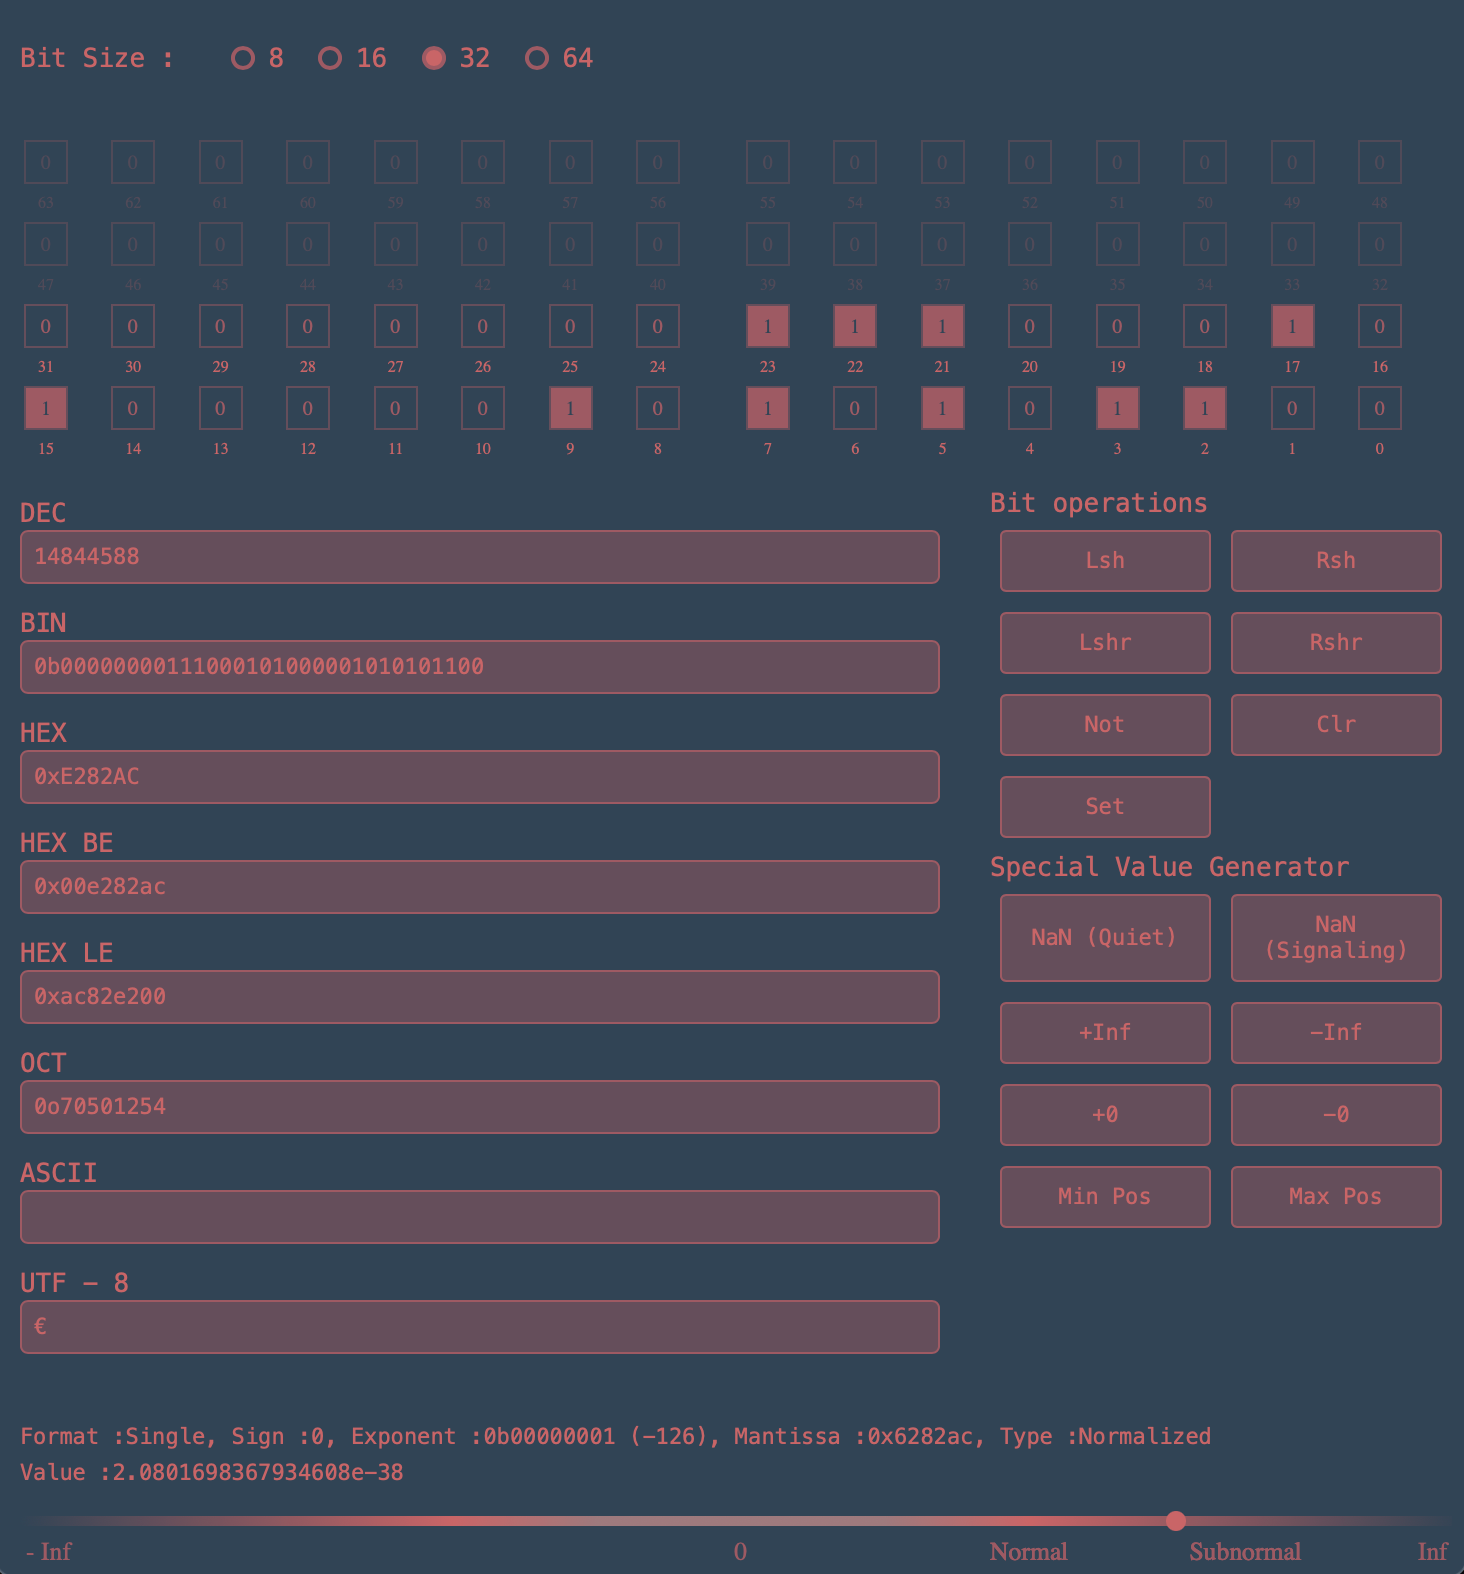 Bit Size : 8 16 32 64
0 0 0 0 0 0 0 0 0 0 0 0 0 0 0 0
63 62 61 60 59 58 57 56 55 54 53 52 51 50 49 48
0 0 0 0 0 0 0 0 0 0 0 0 0 0 0 0
47 46 45 44 43 42 41 40 39 38 37 36 35 34 33 32
0 0 0 0 0 0 0 0 1 1 1 0 0 0 1 0
31 30 29 28 27 26 25 24 23 22 21 20 19 18 17 16
1 0 0 0 0 0 1 0 1 0 1 0 1 1 0 0
15 14 13 12 11 10 9 8 7 6 5 4 3 2 1 0
DEC
14844588
BIN
0b00000000111000101000001010101100
HEX
0xE282AC
HEX BE
0x00e282ac
HEX LE
0xac82e200
OCT
0o70501254
ASCII
UTF - 8
€
Bit operations
Lsh Rsh
Lshr Rshr
Not Clr
Set
Special Value Generator
NaN (Quiet) NaN (Signaling)
+Inf -Inf
+0 -0
Min Pos Max Pos
Format :Single, Sign :0, Exponent :0b00000001 (-126), Mantissa :0x6282ac, Type :Normalized
Value :2.0801698367934608e-38
- Inf 0 Normal Subnormal Inf